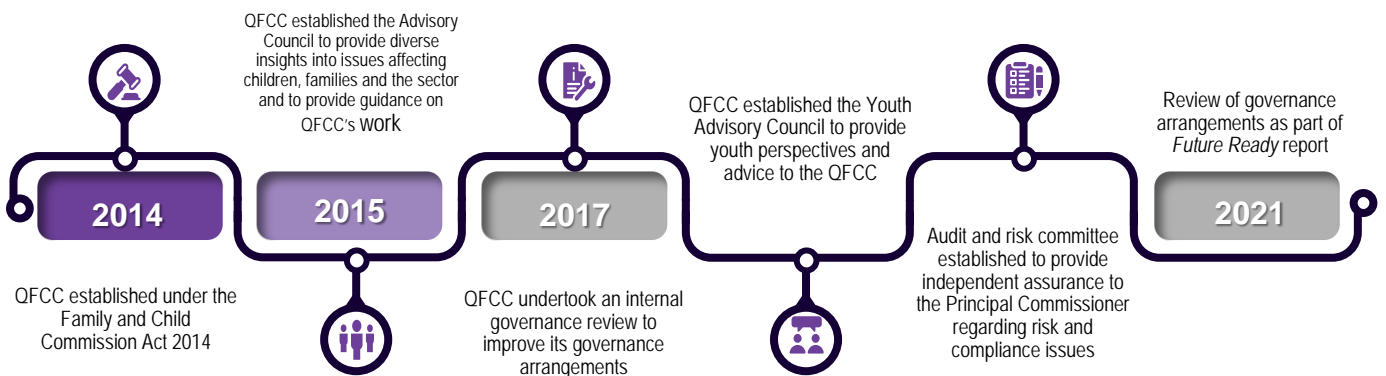 2014
QFCC established under the
Family and Child
Commission Act 2014
QFCC established the Advisory
Council to provide diverse
insights into issues affecting
children, families and the sector
and to provide guidance on
QFCC's work
2015
2017
QFCC undertook an internal
governance review to
improve its governance
arrangements
QFCC established the Youth
Advisory Council to provide
youth perspectives and
advice to the QFCC
Audit and risk committee
established to provide
independent assurance to
the Principal Commissioner
regarding risk and
compliance issues
Review of governance
arrangements as part of
Future Ready report
2021